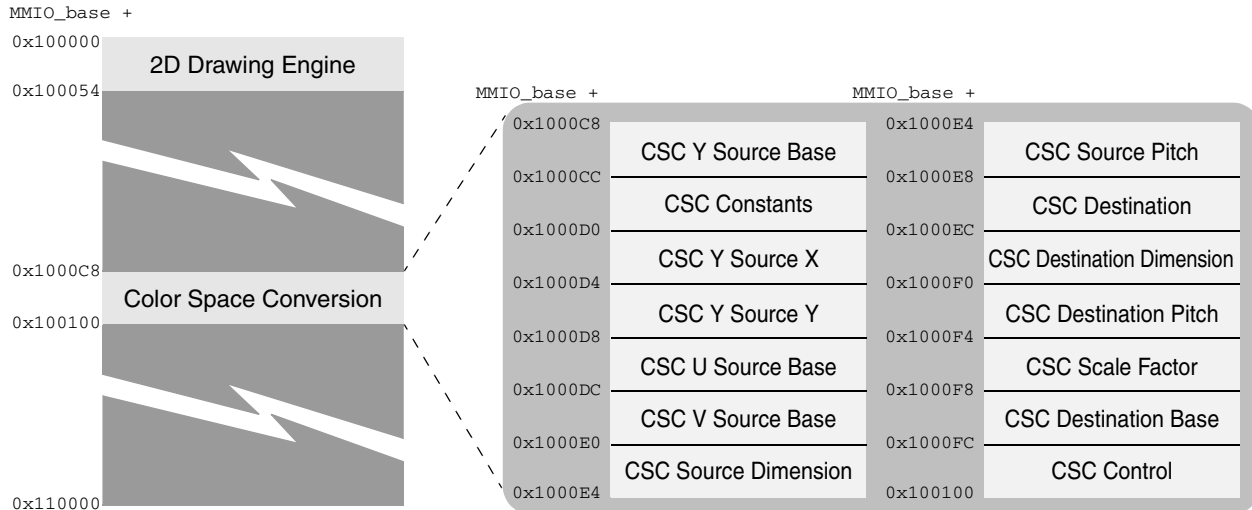 MMIO_base +
0x100000
2D Drawing Engine
0x100054
0x1000C8
Color Space Conversion
0x100100
0x110000
MMIO_base +
0x1000C8
CSC Y Source Base
0x1000CC
CSC Constants
0x1000D0
CSC Y Source X
0x1000D4
CSC Y Source Y
0x1000D8
CSC U Source Base
0x1000DC
CSC V Source Base
0x1000E0
CSC Source Dimension
0x1000E4
MMIO_base +
0x1000E4
CSC Source Pitch
0x1000E8
CSC Destination
0x1000EC
CSC Destination Dimension
0x1000F0
CSC Destination Pitch
0x1000F4
CSC Scale Factor
0x1000F8
CSC Destination Base
0x1000FC
CSC Control
0x100100